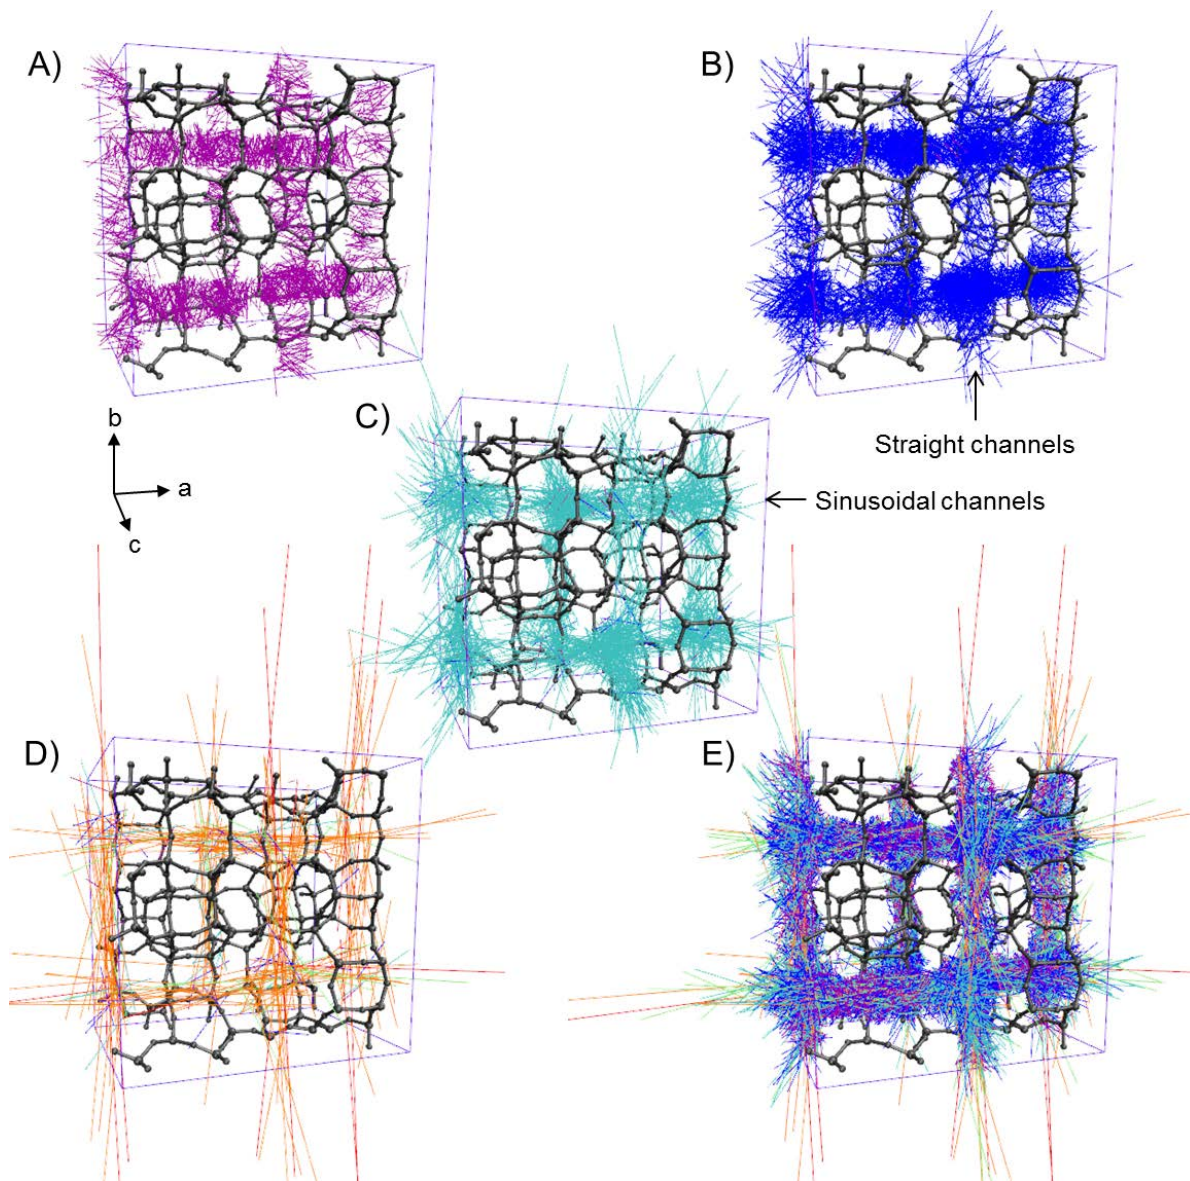 A)
B)
b
a
c
C)
Straight channels
Sinusoidal channels
D)
E)